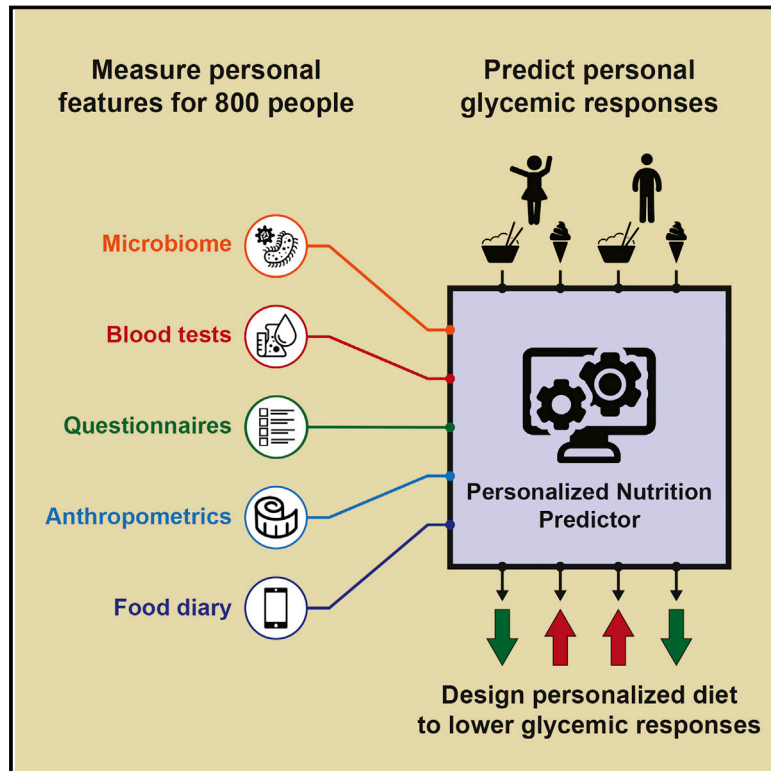 Measure personal
features for 800 people
Predict personal
glycemic responses
Microbiome
Blood tests
Questionnaires
Anthropometrics
Food diary
Personalized Nutrition
Predictor
Design personalized diet
to lower glycemic responses